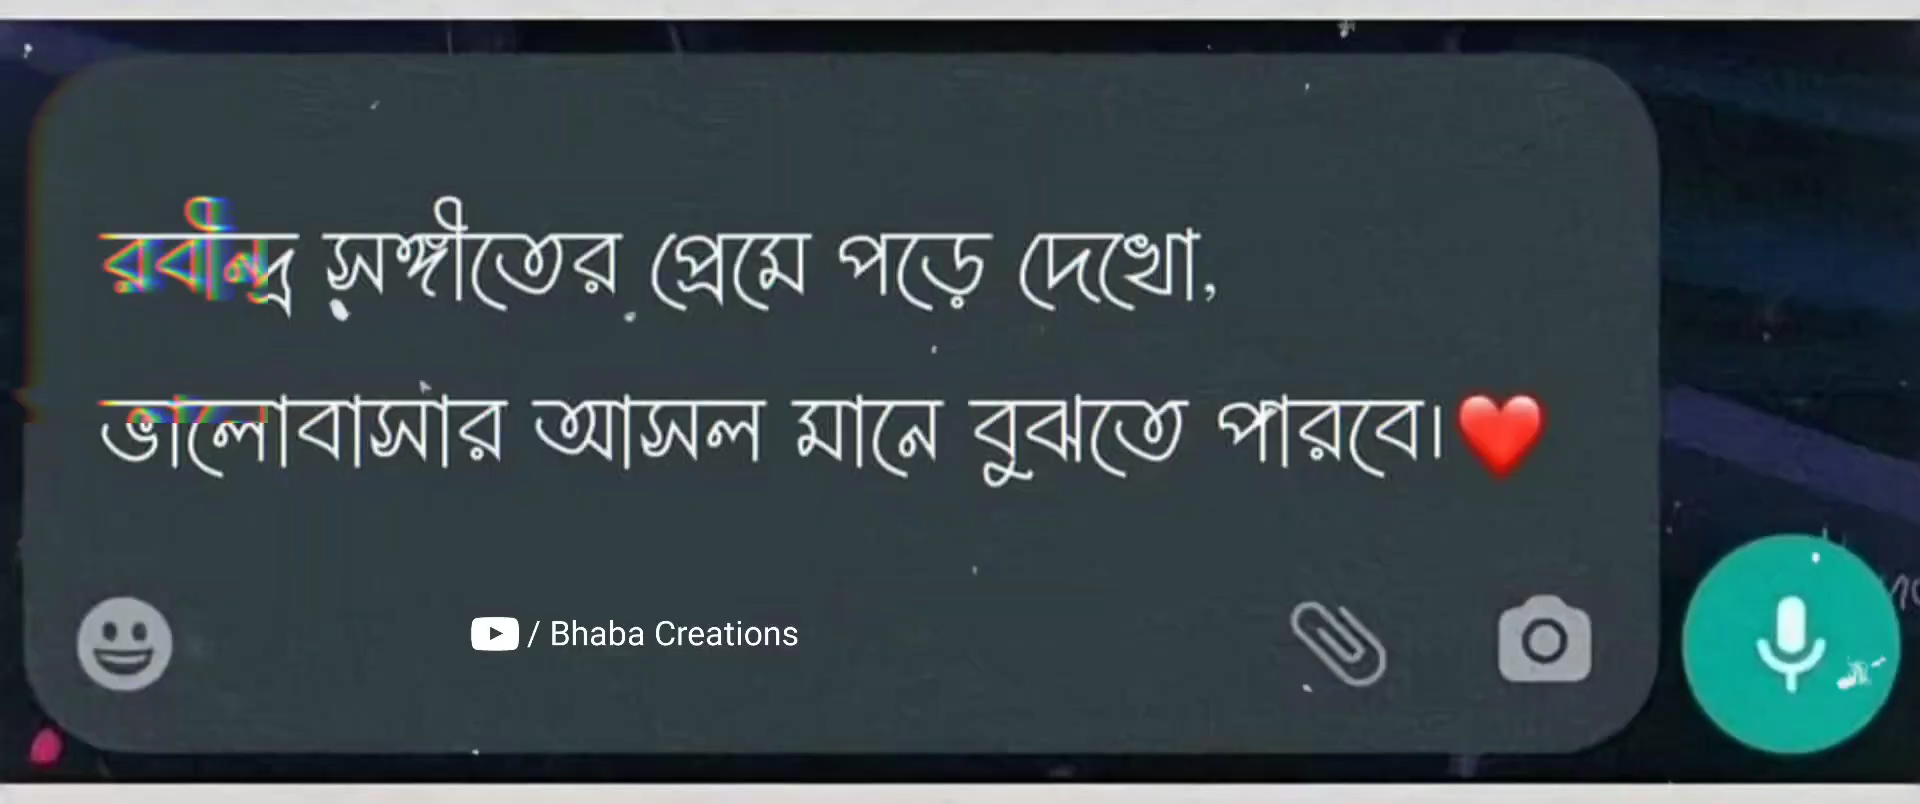 রবীন্দ্র সঙ্গীতের প্রেমে পড়ে দেখো,
ভালোবাসার আসল মানে বুঝতে পারবে।❤️
/ Bhaba Creations